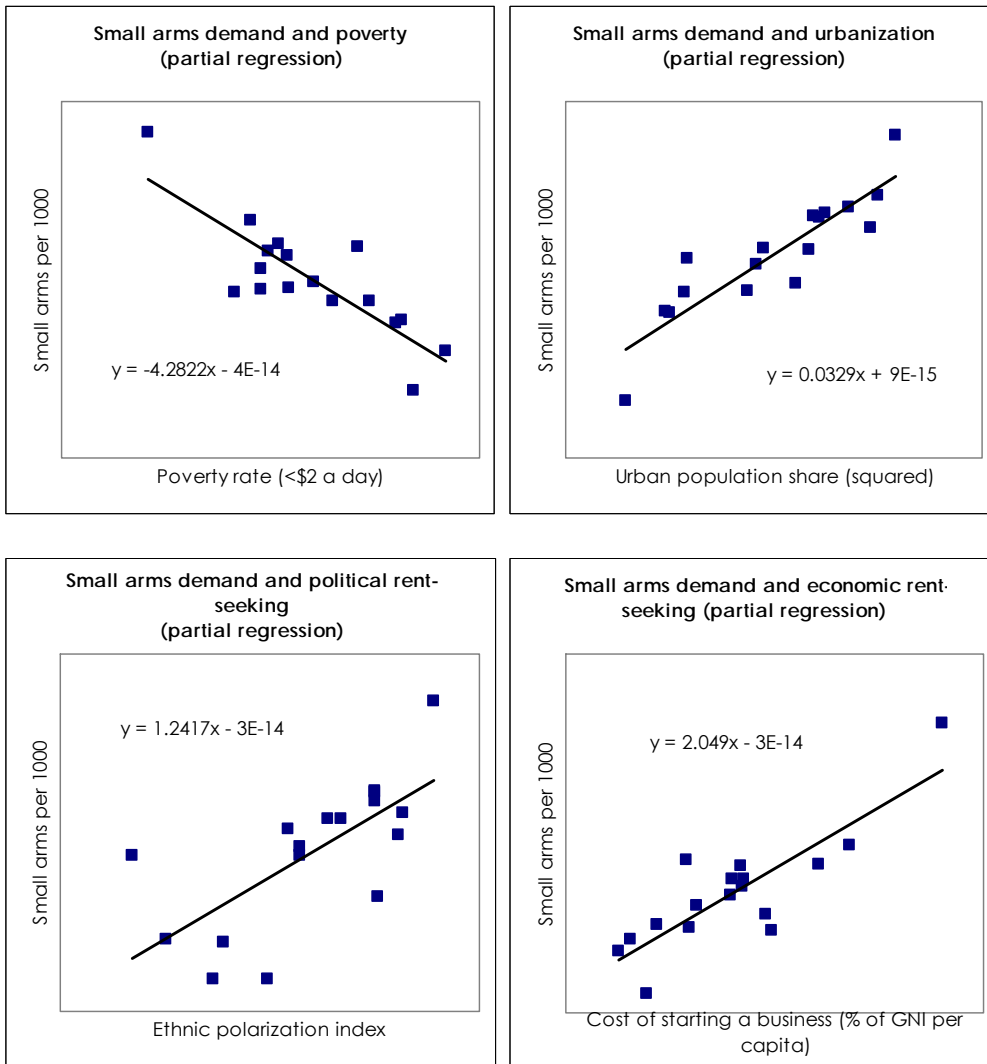 Small arms demand and poverty
(partial regression)
Small arms per 1000
y = -4.2822x - 4E-14
Poverty rate (<$2 a day)
Small arms demand and urbanization
(partial regression)
Small arms per 1000
y = 0.0329x + 9E-15
Urban population share (squared)
Small arms demand and political rent-
seeking
(partial regression)
Small arms per 1000
y = 1.2417x - 3E-14
Ethnic polarization index
Small arms demand and economic rent-
seeking (partial regression)
Small arms per 1000
y = 2.049x - 3E-14
Cost of starting a business (% of GNI per
capita)